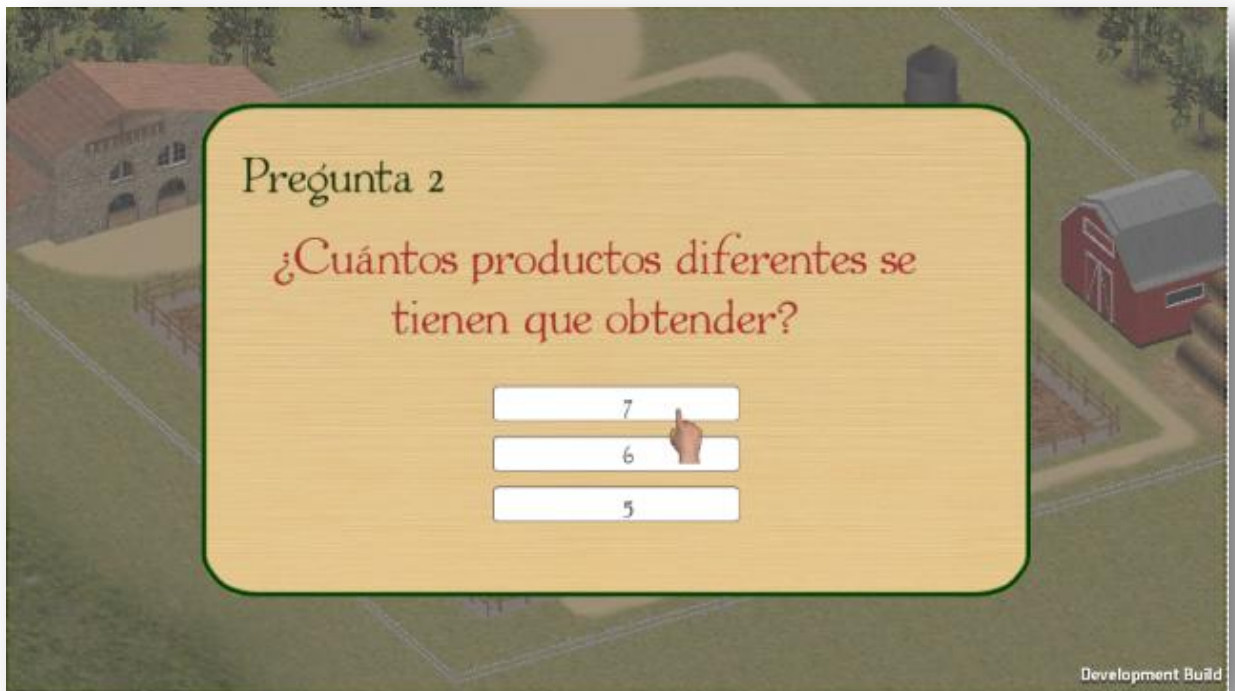 Pregunta 2
¿Cuántos productos diferentes se
tienen que obtender?
7
6
5
Development Build